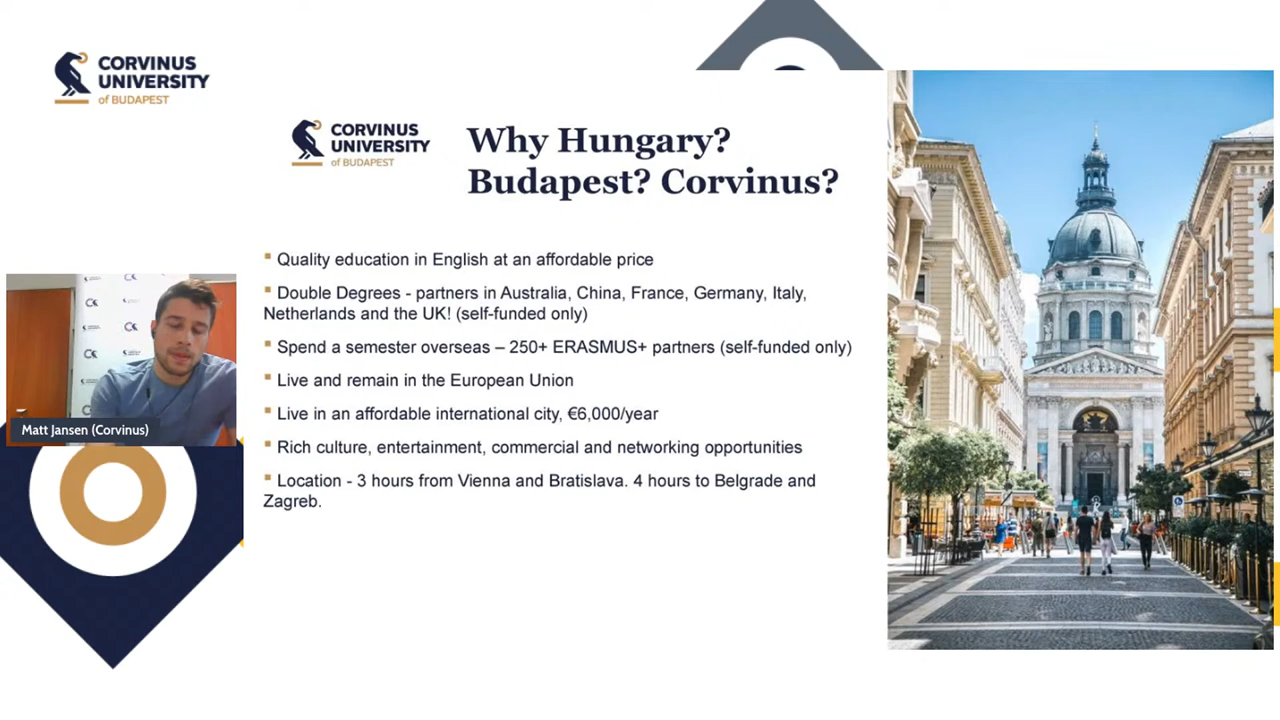 CORVINUS
UNIVERSITY
of BUDAPEST
CORVINUS
UNIVERSITY
of BUDAPEST
Why Hungary?
Budapest? Corvinus?
Quality education in English at an affordable price
Double Degrees - partners in Australia, China, France, Germany, Italy,
Netherlands and the UK! (self-funded only)
Spend a semester overseas – 250+ ERASMUS+ partners (self-funded only)
Live and remain in the European Union
Live in an affordable international city, €6,000/year
Rich culture, entertainment, commercial and networking opportunities
Location - 3 hours from Vienna and Bratislava. 4 hours to Belgrade and
Zagreb.
Matt Jansen (Corvinus)